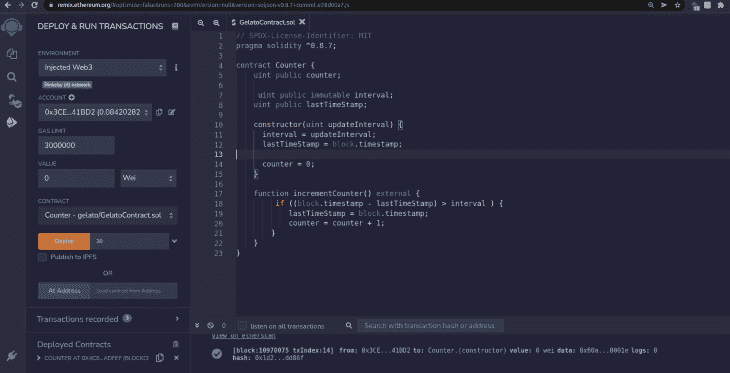 remix.ethereum.org/#optimize=false&runs=200&evmVersion=null&version=soljson-v0.8.7+commit.e28d00a7.js
DEPLOY & RUN TRANSACTIONS
ENVIRONMENT
Injected Web3
Rinkeby (4) network
ACCOUNT
0x3CE...41BD2 (0.08420282
GAS LIMIT
3000000
VALUE
0
Wei
CONTRACT
Counter - gelato/GelatoContract.sol
Deploy
30
Publish to IPFS
OR
At Address
Load contract from Address
Transactions recorded 3
Deployed Contracts
COUNTER AT 0X4C6...ADFEF (BLOCKC
GelatoContract.sol
1 // SPDX-License-Identifier: MIT
2 pragma solidity ^0.8.7;
3
4 contract Counter {
5 uint public counter;
6
7 uint public immutable interval;
8 uint public lastTimeStamp;
9
10 constructor(uint updateInterval) {
11 interval = updateInterval;
12 lastTimeStamp = block.timestamp;
13
14 counter = 0;
15 }
16
17 function incrementCounter() external {
18 if ((block.timestamp - lastTimeStamp) > interval ) {
19 lastTimeStamp = block.timestamp;
20 counter = counter + 1;
21 }
22 }
23 }
0
listen on all transactions
Search with transaction hash or address
view on etherscan
[block:10970075 txIndex:14] from: 0x3CE...41BD2 to: Counter.(constructor) value: 0 wei data: 0x60a...0001e logs: 0
hash: 0x1d2...dd86f